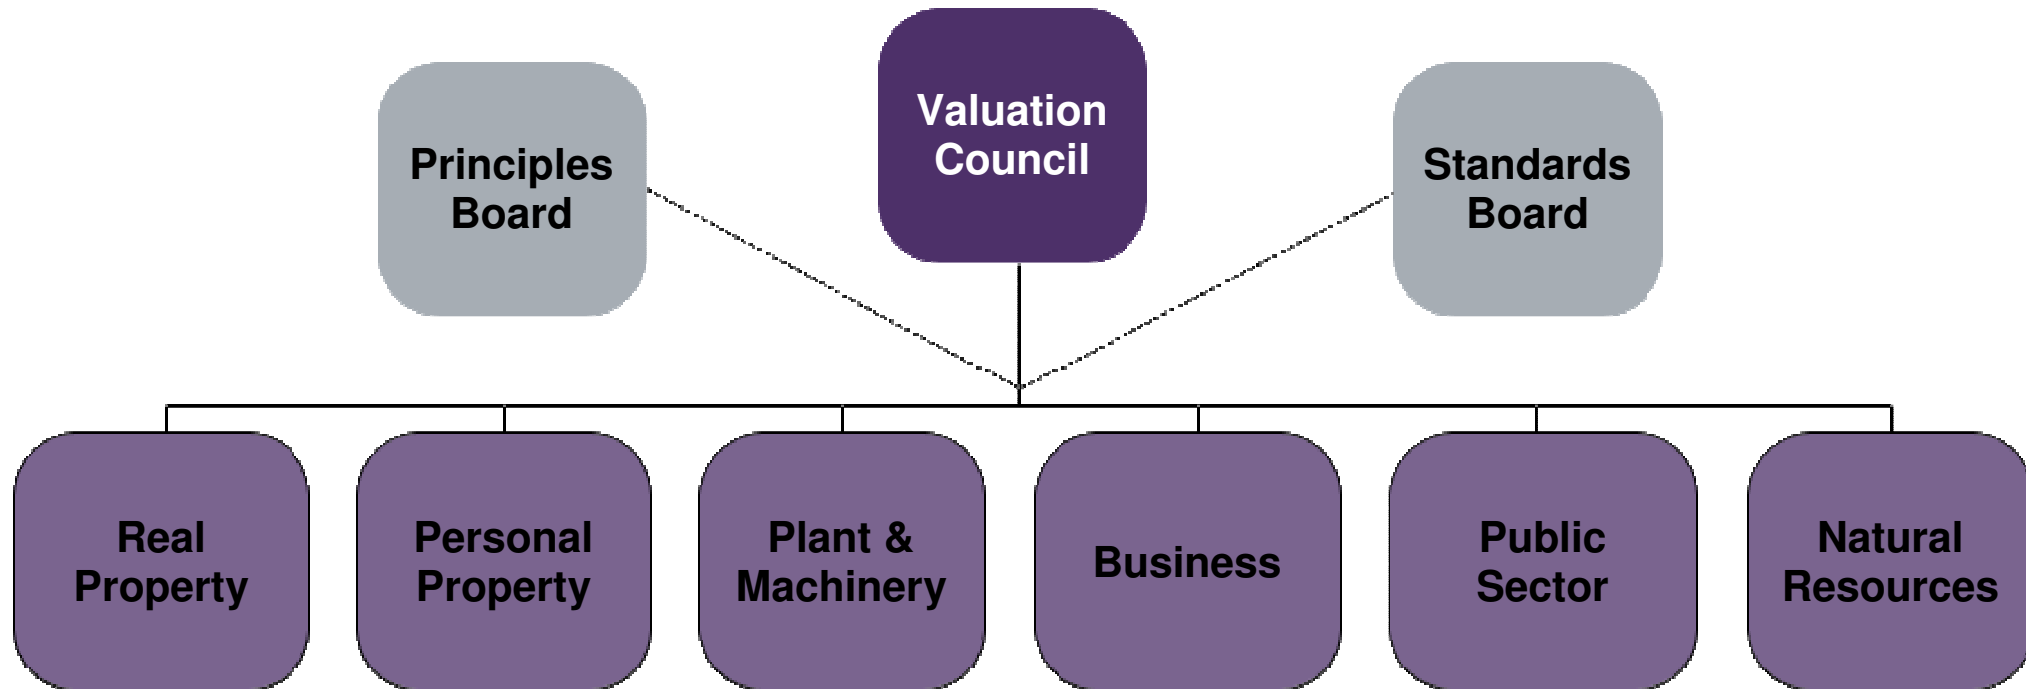 Valuation
Council
Principles
Board
Standards
Board
Real
Property
Personal
Property
Plant &
Machinery
Business
Public
Sector
Natural
Resources